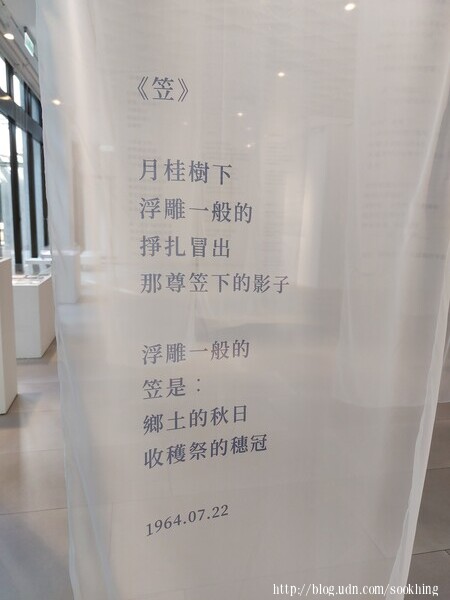 《笠》
月桂樹下
浮雕一般的
掙扎冒出
那尊笠下的影子
浮雕一般的
笠是：
鄉土的秋日
收穫祭的穗冠
1964.07.22
http://blog.udn.com/sookhing